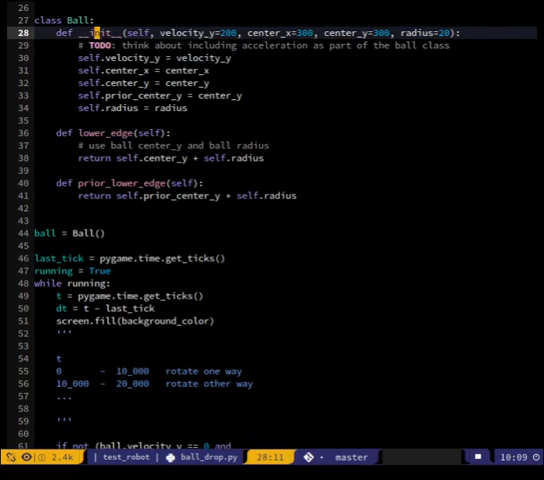 26
27 class Ball:
28 def __init__(self, velocity_y=200, center_x=300, center_y=300, radius=20):
29 # TODO: think about including acceleration as part of the ball class
30 self.velocity_y = velocity_y
31 self.center_x = center_x
32 self.center_y = center_y
33 self.prior_center_y = center_y
34 self.radius = radius
35
36 def lower_edge(self):
37 # use ball center_y and ball radius
38 return self.center_y + self.radius
39
40 def prior_lower_edge(self):
41 return self.prior_center_y + self.radius
42
43
44 ball = Ball()
45
46 last_tick = pygame.time.get_ticks()
47 running = True
48 while running:
49 t = pygame.time.get_ticks()
50 dt = t - last_tick
51 screen.fill(background_color)
52 '''
53
54 t
55 0 - 10_000 rotate one way
56 10_000 - 20_000 rotate other way
57 ...
58
59 '''
60
61 if not (ball.velocity_y == 0 and
2.4k | test_robot | ball_drop.py 28:11 master 10:09